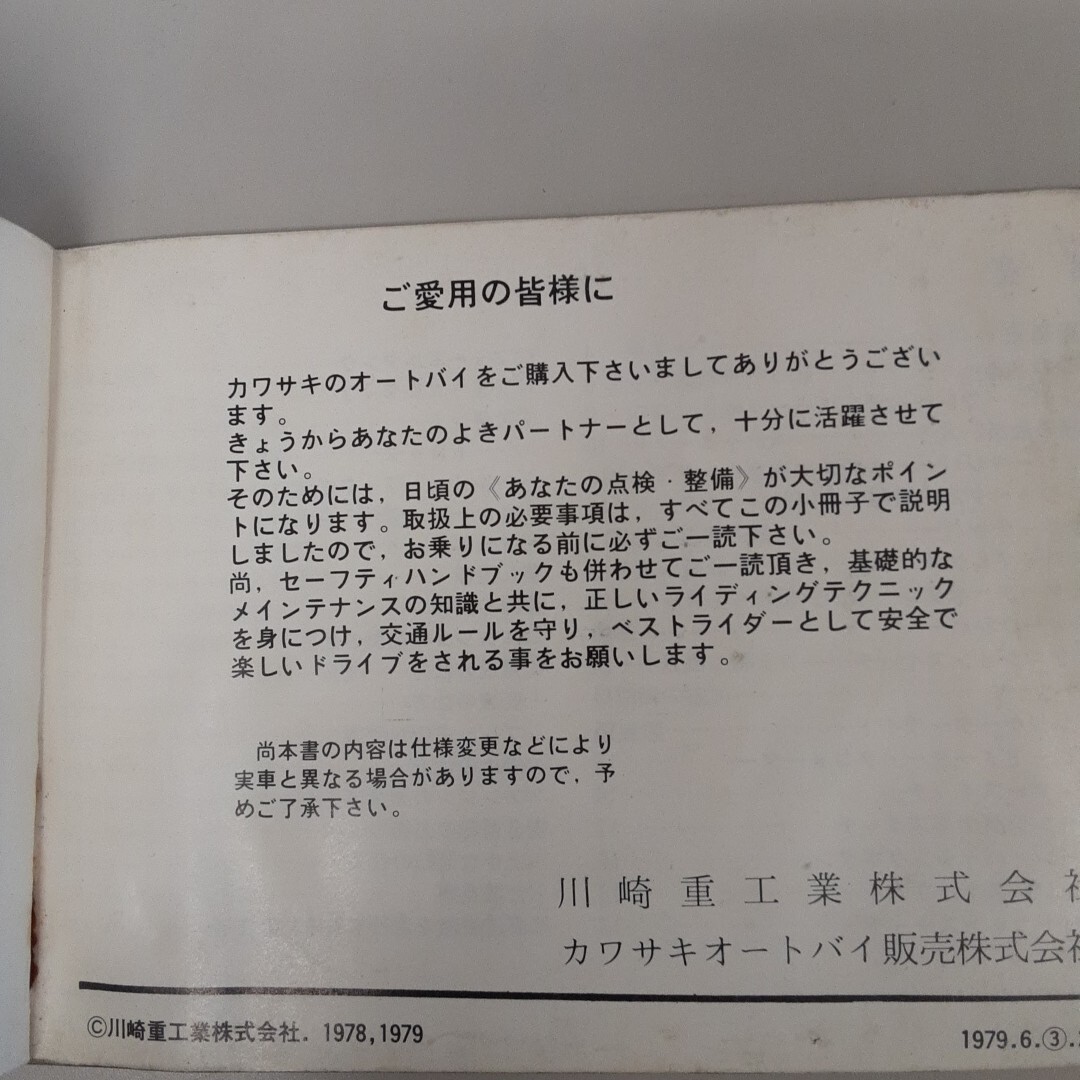 ご愛用の皆様に
カワサキのオートバイをご購入下さいましてありがとうござい
ます。
きょうからあなたのよきパートナーとして，十分に活躍させて
下さい。
そのためには，日頃の《あなたの点検・整備》が大切なポイン
トになります。取扱上の必要事項は，すべてこの小冊子で説明
しましたので，お乗りになる前に必ずご一読下さい。
尚，セーフティハンドブックも併わせてご一読頂き，基礎的な
メインテナンスの知識と共に，正しいライディングテクニック
を身につけ，交通ルールを守り，ベストライダーとして安全で
楽しいドライブをされる事をお願いします。
尚本書の内容は仕様変更などにより
実車と異なる場合がありますので，予
めご了承下さい。
川崎重工業株式会社
カワサキオートバイ販売株式会社
©川崎重工業株式会社．1978,1979
1979.6.③.